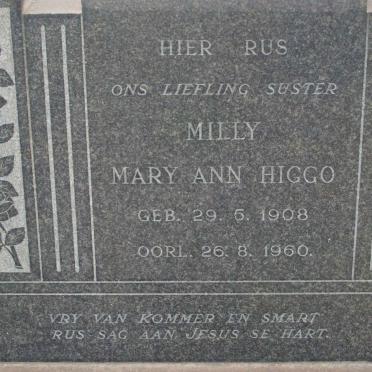 HIER RUS
ONS LIEFLING SUSTER
MILLY
MARY ANN HIGGO
GEB. 29. 5. 1908
OORL. 26. 8. 1960.
VRY VAN KOMMER EN SMART
RUS SAG AAN JESUS SE HART.